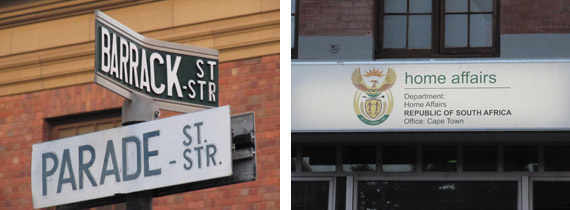 BARRACK ST
-STR
PARADE ST.
-STR.
home affairs
Department:
Home Affairs
REPUBLIC OF SOUTH AFRICA
Office: Cape Town